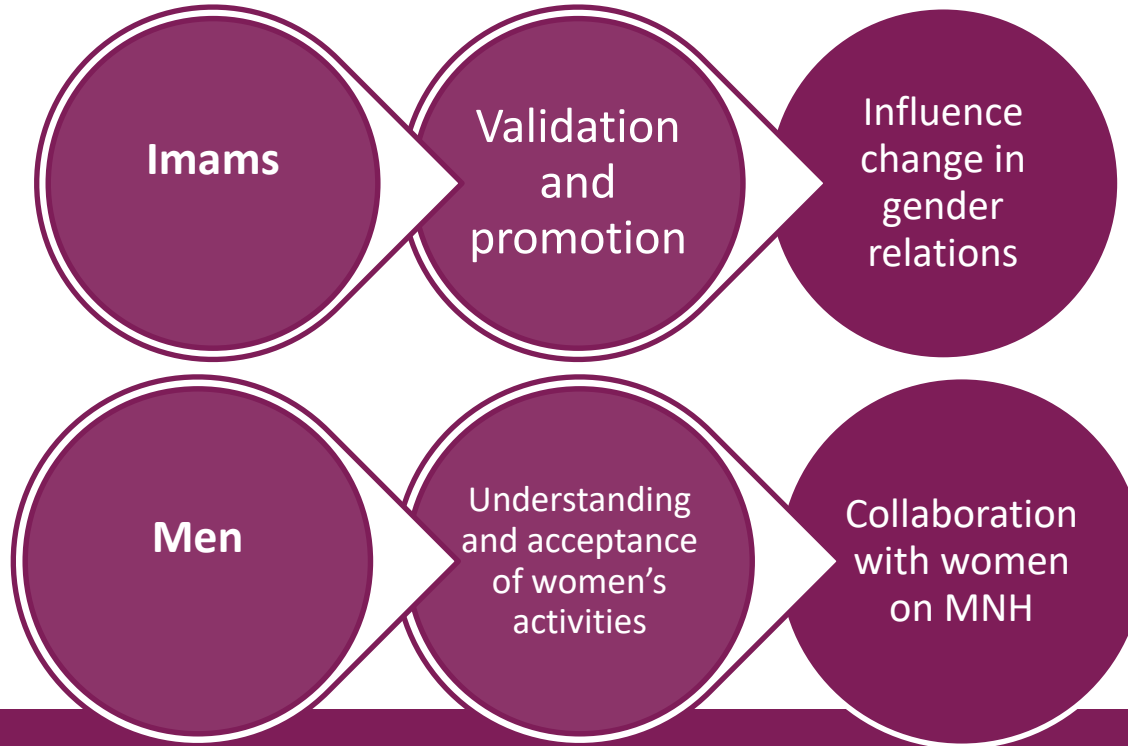 Imams
Validation
and
promotion
Influence
change in
gender
relations
Men
Understanding
and acceptance
of women’s
activities
Collaboration
with women
on MNH